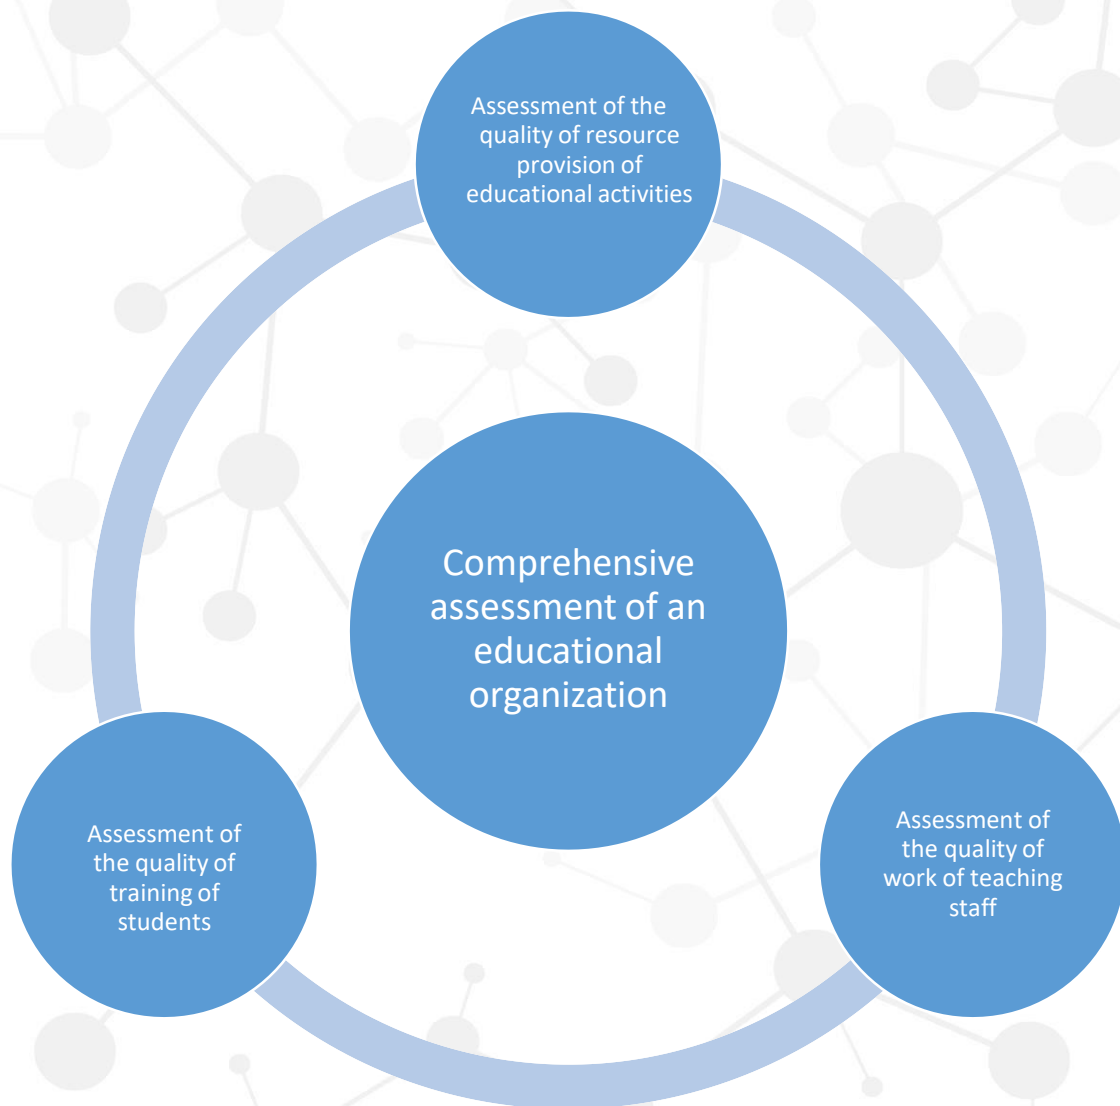 Assessment of the
quality of resource
provision of
educational activities
Comprehensive
assessment of an
educational
organization
Assessment of
the quality of
training of
students
Assessment of
the quality of
work of teaching
staff